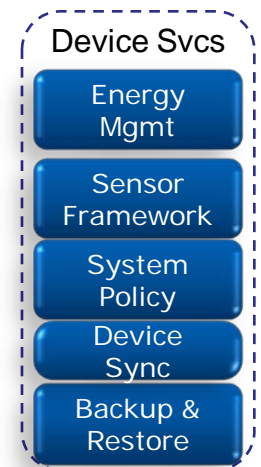 Device Svcs
Energy
Mgmt
Sensor
Framework
System
Policy
Device
Sync
Backup &
Restore